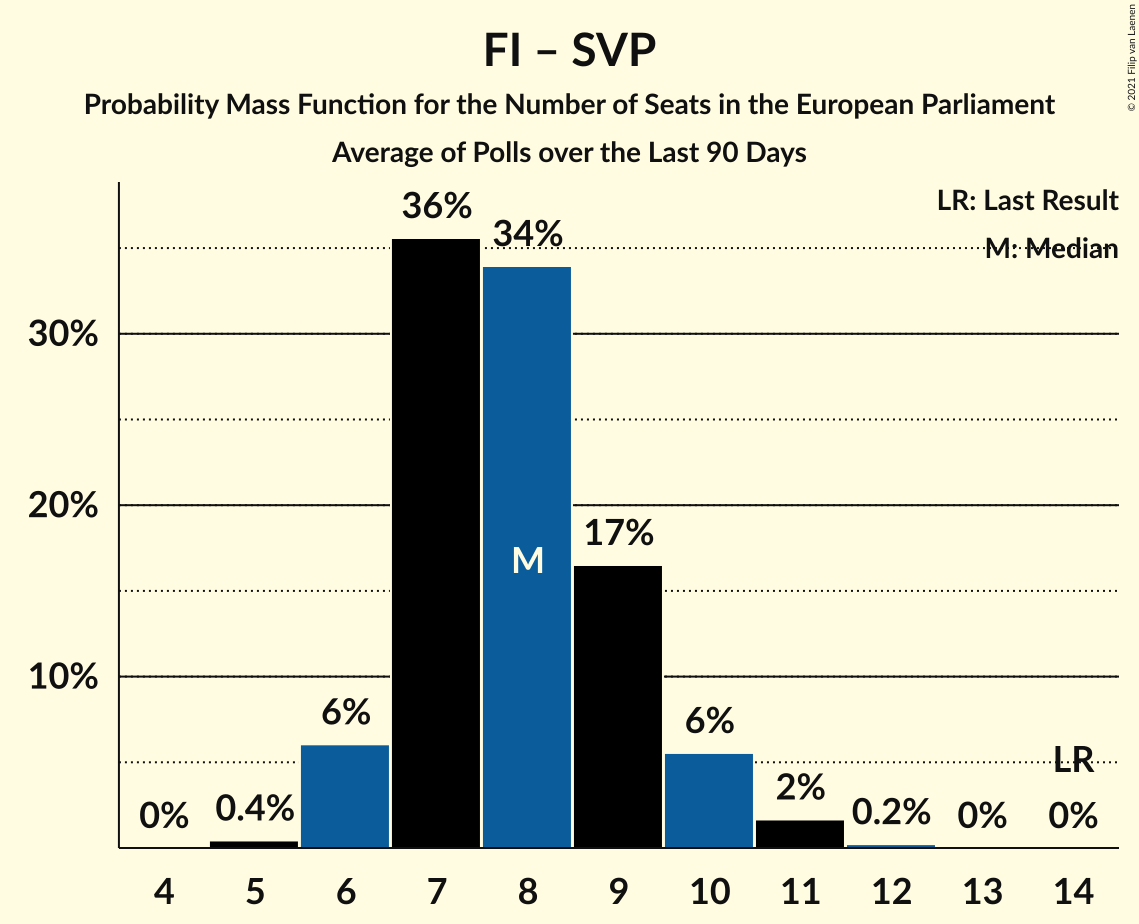 FI – SVP
Probability Mass Function for the Number of Seats in the European Parliament
Average of Polls over the Last 90 Days
© 2021 Filip van Laenen
LR: Last Result
M: Median
36%
34%
30%
20%
17%
M
10%
6%
6%
LR
2%
0%
0.4%
0.2%
0%
0%
4 5 6 7 8 9 10 11 12 13 14